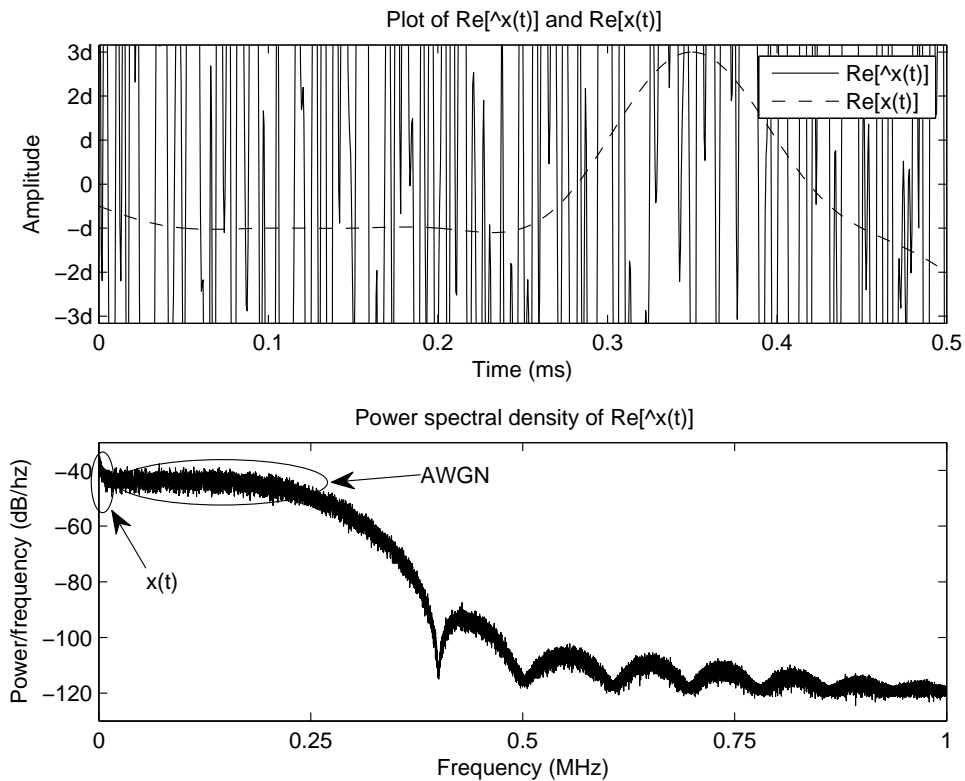 Plot of Re[^x(t)] and Re[x(t)]
3d
2d
d
0
−d
−2d
−3d
Amplitude
Re[^x(t)]
Re[x(t)]
0
0.1
0.2
0.3
0.4
0.5
Time (ms)
Power spectral density of Re[^x(t)]
−40
−60
−80
−100
−120
Power/frequency (dB/hz)
AWGN
x(t)
0
0.25
0.5
0.75
1
Frequency (MHz)